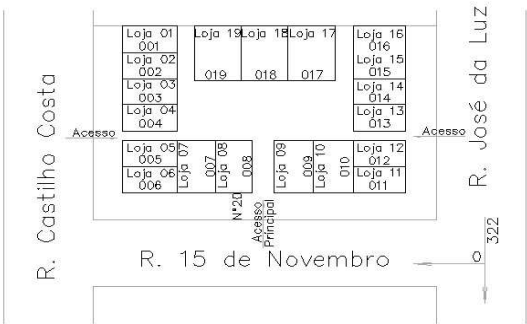 Loja 01
001
Loja 02
002
Loja 03
003
Loja 04
004
Loja 19
019
Loja 18
018
Loja 17
017
Loja 16
016
Loja 15
015
Loja 14
014
Loja 13
013
Acesso
Acesso
Loja 05
005
Loja 06
006
Loja 07
007
Loja 08
008
Loja 09
009
Loja 10
010
Loja 12
012
Loja 11
011
N°20
Acesso
Principal
R. Castilho Costa
R. José da Luz
R. 15 de Novembro
0
322